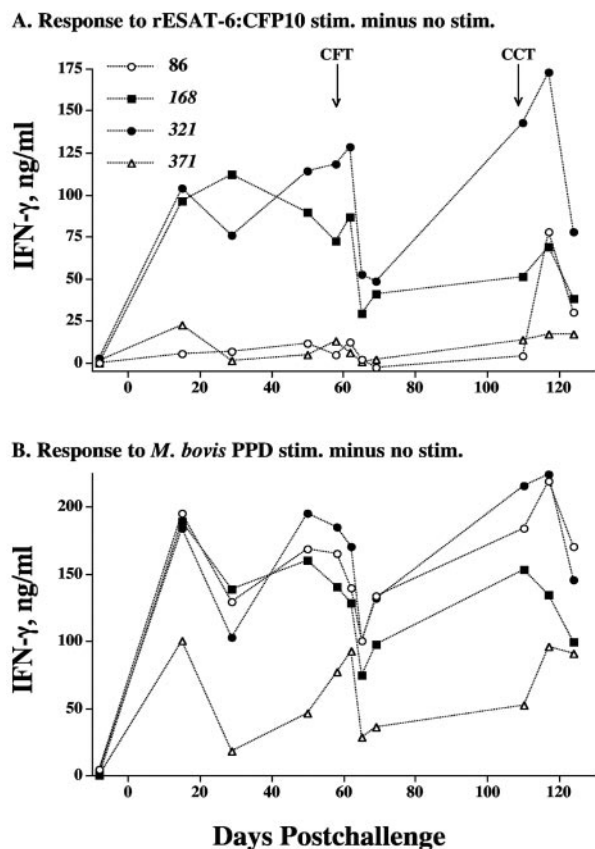 A. Response to rESAT-6:CFP10 stim. minus no stim.
CFT CCT
175
150
125
100
75
50
25
0
IFN-γ, ng/ml
86
168
321
371
0 20 40 60 80 100 120
B. Response to M. bovis PPD stim. minus no stim.
200
150
100
50
0
IFN-γ, ng/ml
0 20 40 60 80 100 120
Days Postchallenge